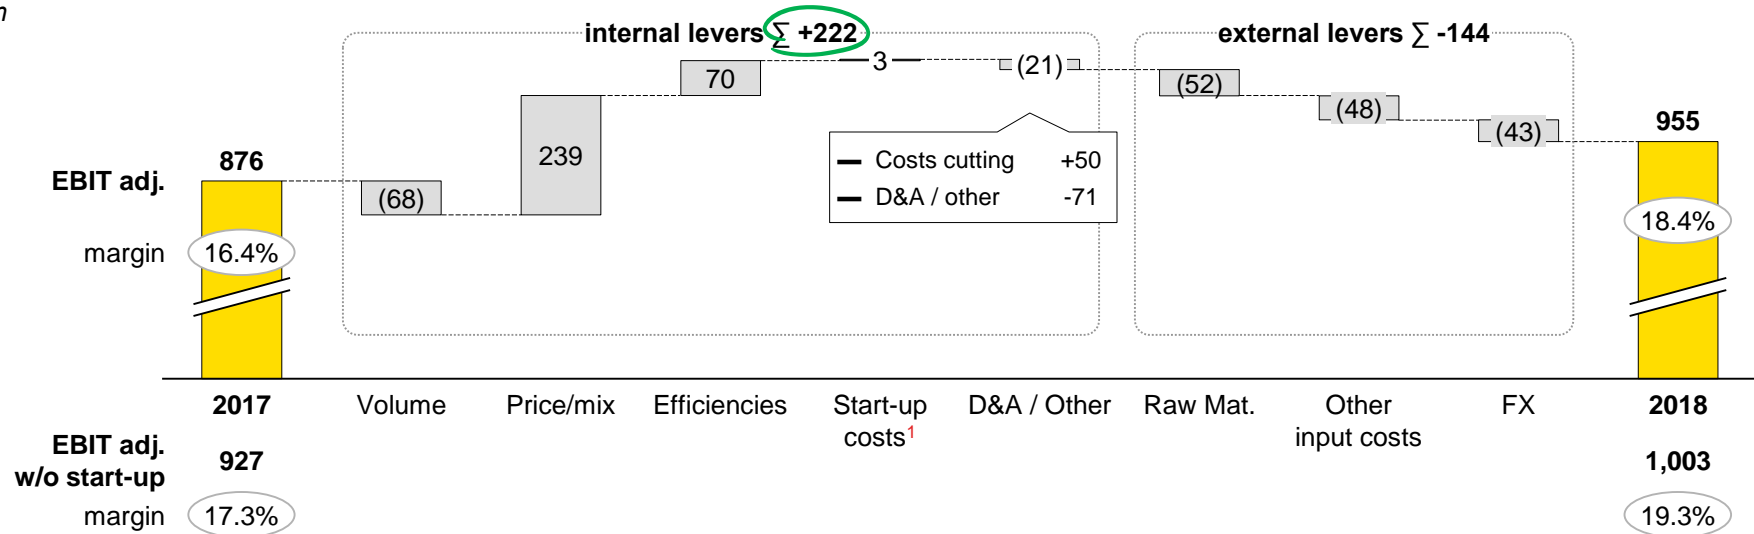 internal levers ∑ +222
external levers ∑ -144
70
3
(21)
(52)
(48)
(43)
955
876
239
Costs cutting +50
D&A / other -71
EBIT adj.
(68)
18.4%
margin
16.4%
2017
Volume
Price/mix
Efficiencies
Start-up
costs1
D&A / Other
Raw Mat.
Other
input costs
FX
2018
EBIT adj.
w/o start-up
927
1,003
margin
17.3%
19.3%